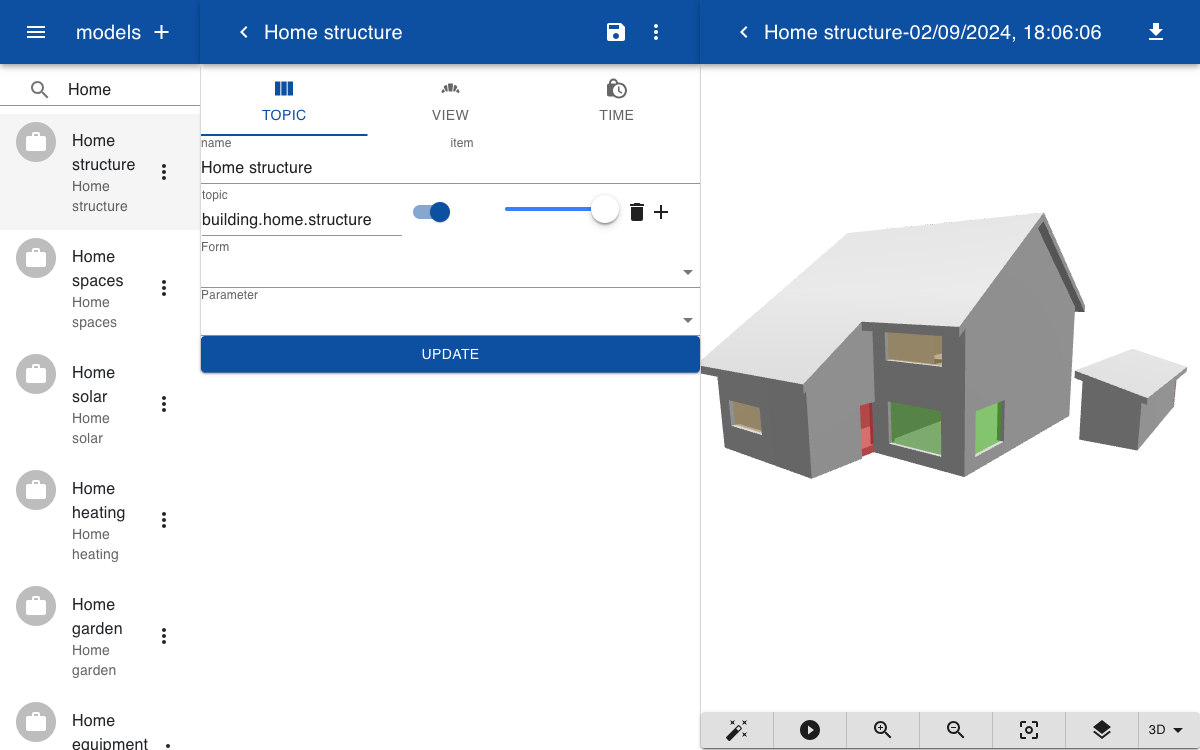 models
Home structure
Home structure-02/09/2024, 18:06:06
Home
Home
structure
Home
structure
Home
spaces
Home
spaces
Home
solar
Home
solar
Home
heating
Home
heating
Home
garden
Home
garden
Home
equipment
TOPIC
VIEW
TIME
name
item
Home structure
topic
building.home.structure
Form
Parameter
UPDATE
3D